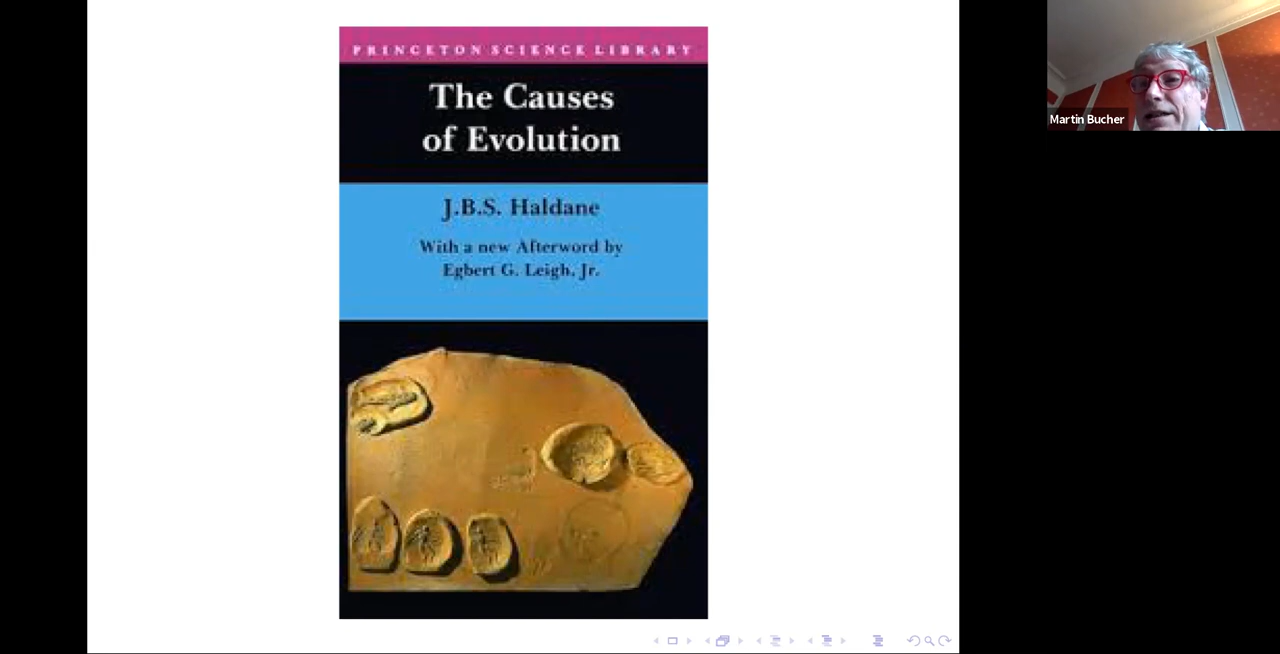 PRINCETON SCIENCE LIBRARY
The Causes
of Evolution
J.B.S. Haldane
With a new Afterword by
Egbert G. Leigh, Jr.
Martin Bucher